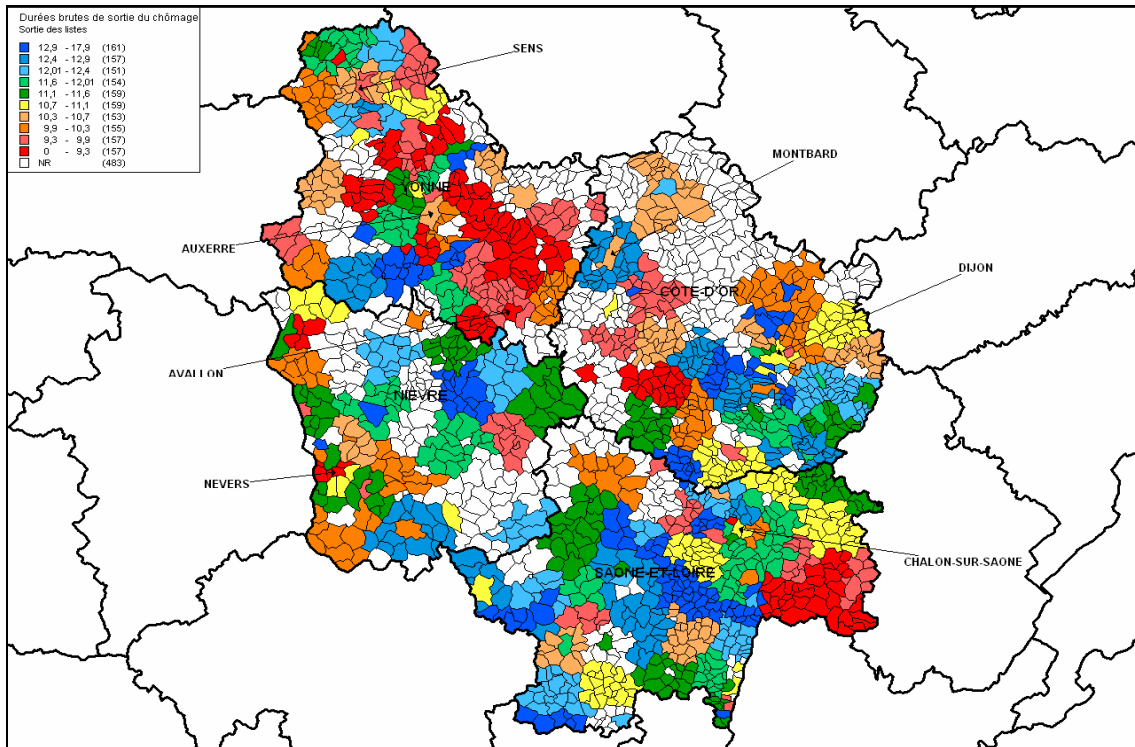 Durées brutes de sortie du chômage
Sortie des listes
12,9 - 17,9 (161)
12,4 - 12,9 (157)
12,01 - 12,4 (151)
11,6 - 12,01 (154)
11,1 - 11,6 (159)
10,7 - 11,1 (159)
10,3 - 10,7 (153)
9,9 - 10,3 (155)
9,3 - 9,9 (157)
0 - 9,3 (157)
NR (483)
SENS
MONTBARD
YONNE
AUXERRE
DIJON
COTE-D'OR
AVALLON
NIEVRE
NEVERS
CHALON-SUR-SAONE
SAONE-ET-LOIRE